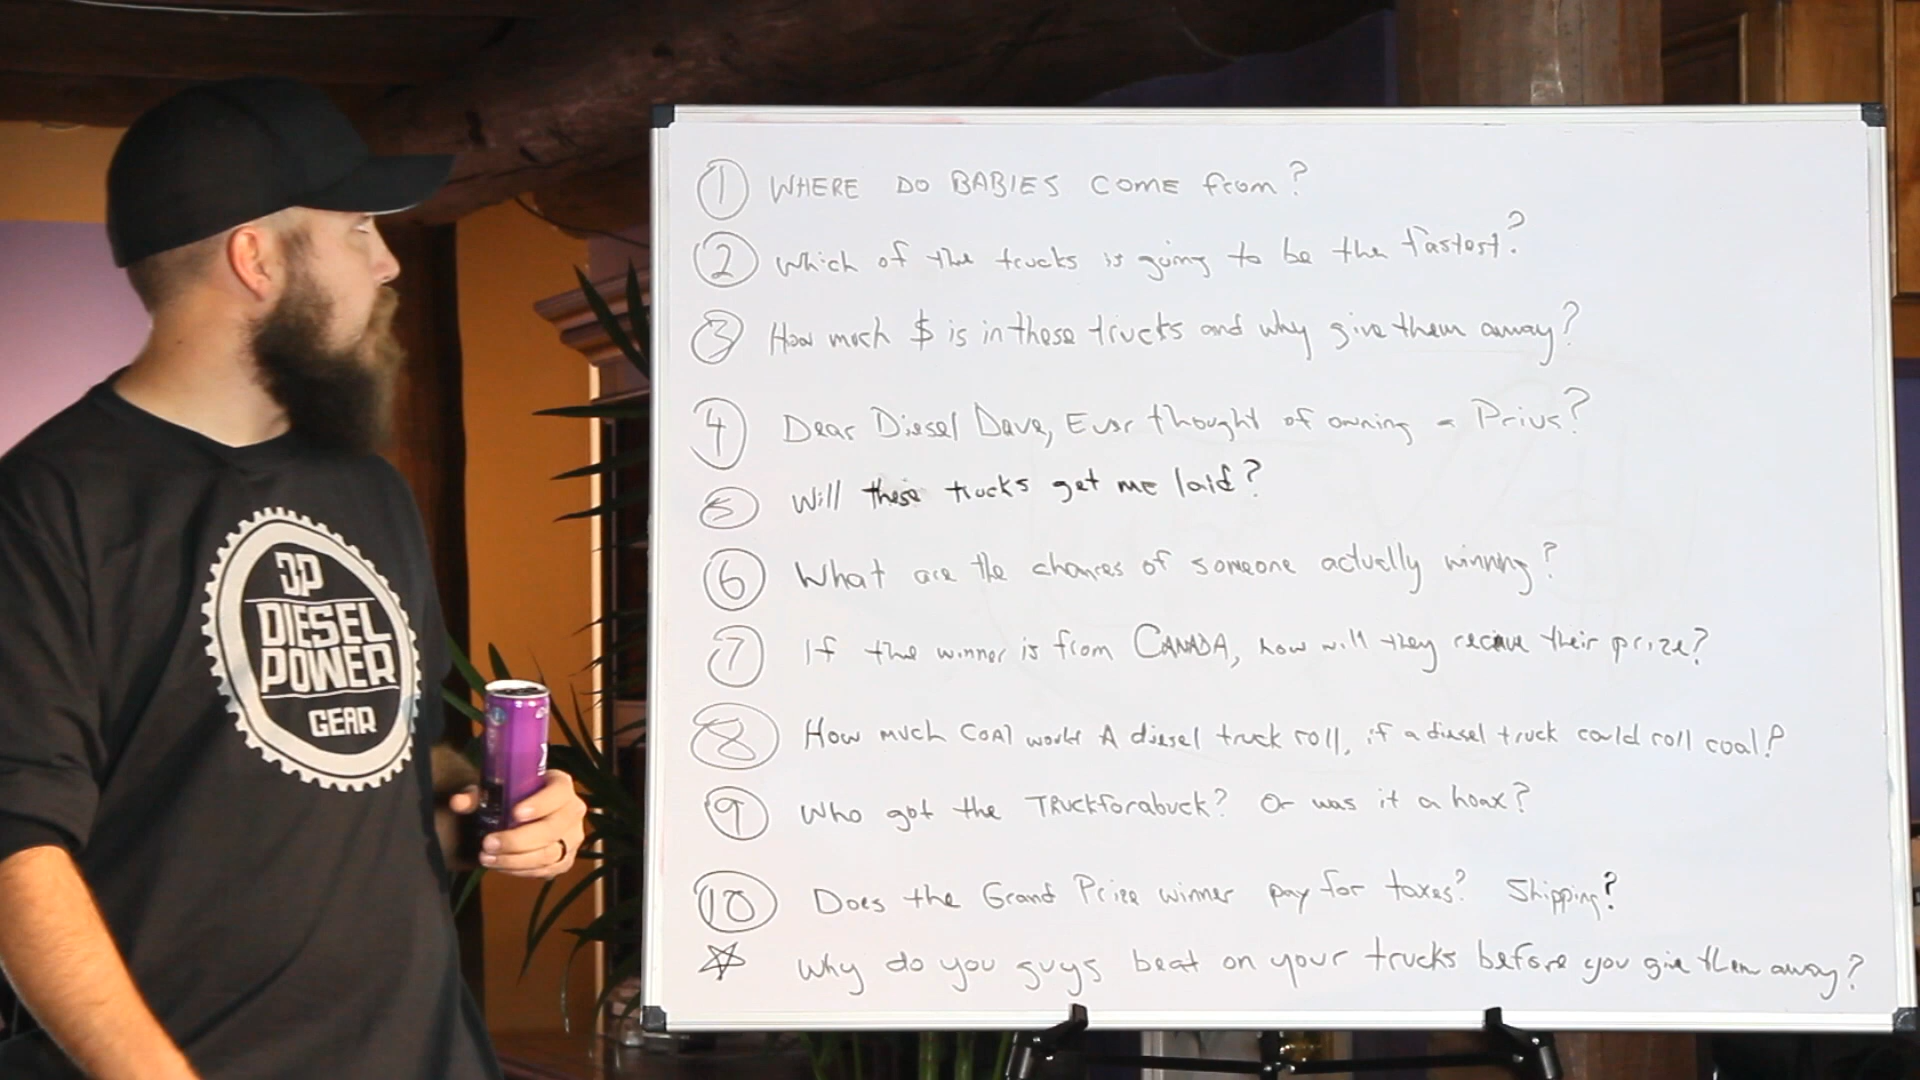 DP
DIESEL
POWER
GEAR
1 WHERE DO BABIES COME from?
2 Which of the trucks is going to be the fastest?
3 How much $ is in these trucks and why give them away?
4 Dear Diesel Dave, Ever thought of owning a Prius?
5 Will these trucks get me laid?
6 What are the chances of someone actually winning?
7 If the winner is from CANADA, how will they receive their prize?
8 How much COAl would A diesel truck roll, if a diesel truck could roll coal?
9 Who got the TRuckforabuck? Or was it a hoax?
10 Does the Grand Prize winner pay for taxes? Shipping?
☆ Why do you guys beat on your trucks before you give them away?